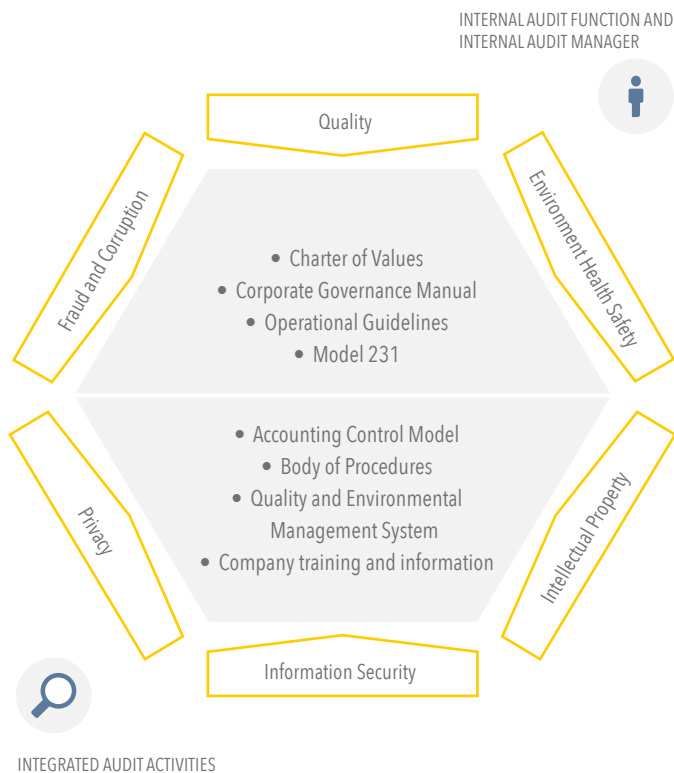 INTERNAL AUDIT FUNCTION AND
INTERNAL AUDIT MANAGER
Quality
Fraud and Corruption
Environment Health Safety
• Charter of Values
• Corporate Governance Manual
• Operational Guidelines
• Model 231
• Accounting Control Model
• Body of Procedures
• Quality and Environmental
Management System
• Company training and information
Privacy
Intellectual Property
Information Security
INTEGRATED AUDIT ACTIVITIES